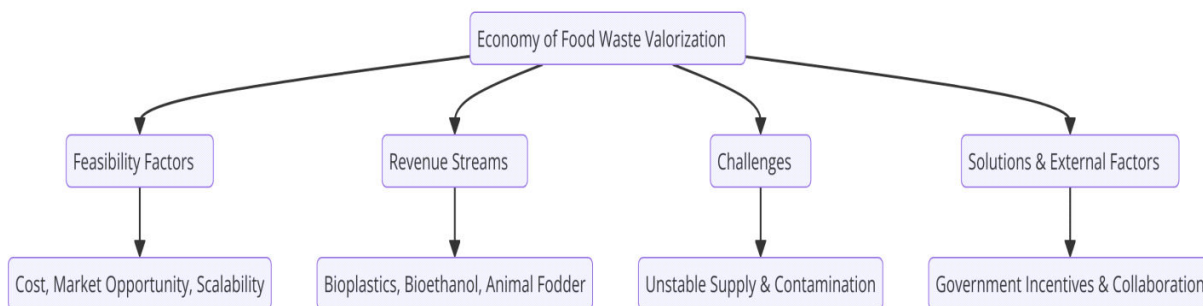 Economy of Food Waste Valorization
Feasibility Factors
Revenue Streams
Challenges
Solutions & External Factors
Cost, Market Opportunity, Scalability
Bioplastics, Bioethanol, Animal Fodder
Unstable Supply & Contamination
Government Incentives & Collaboration